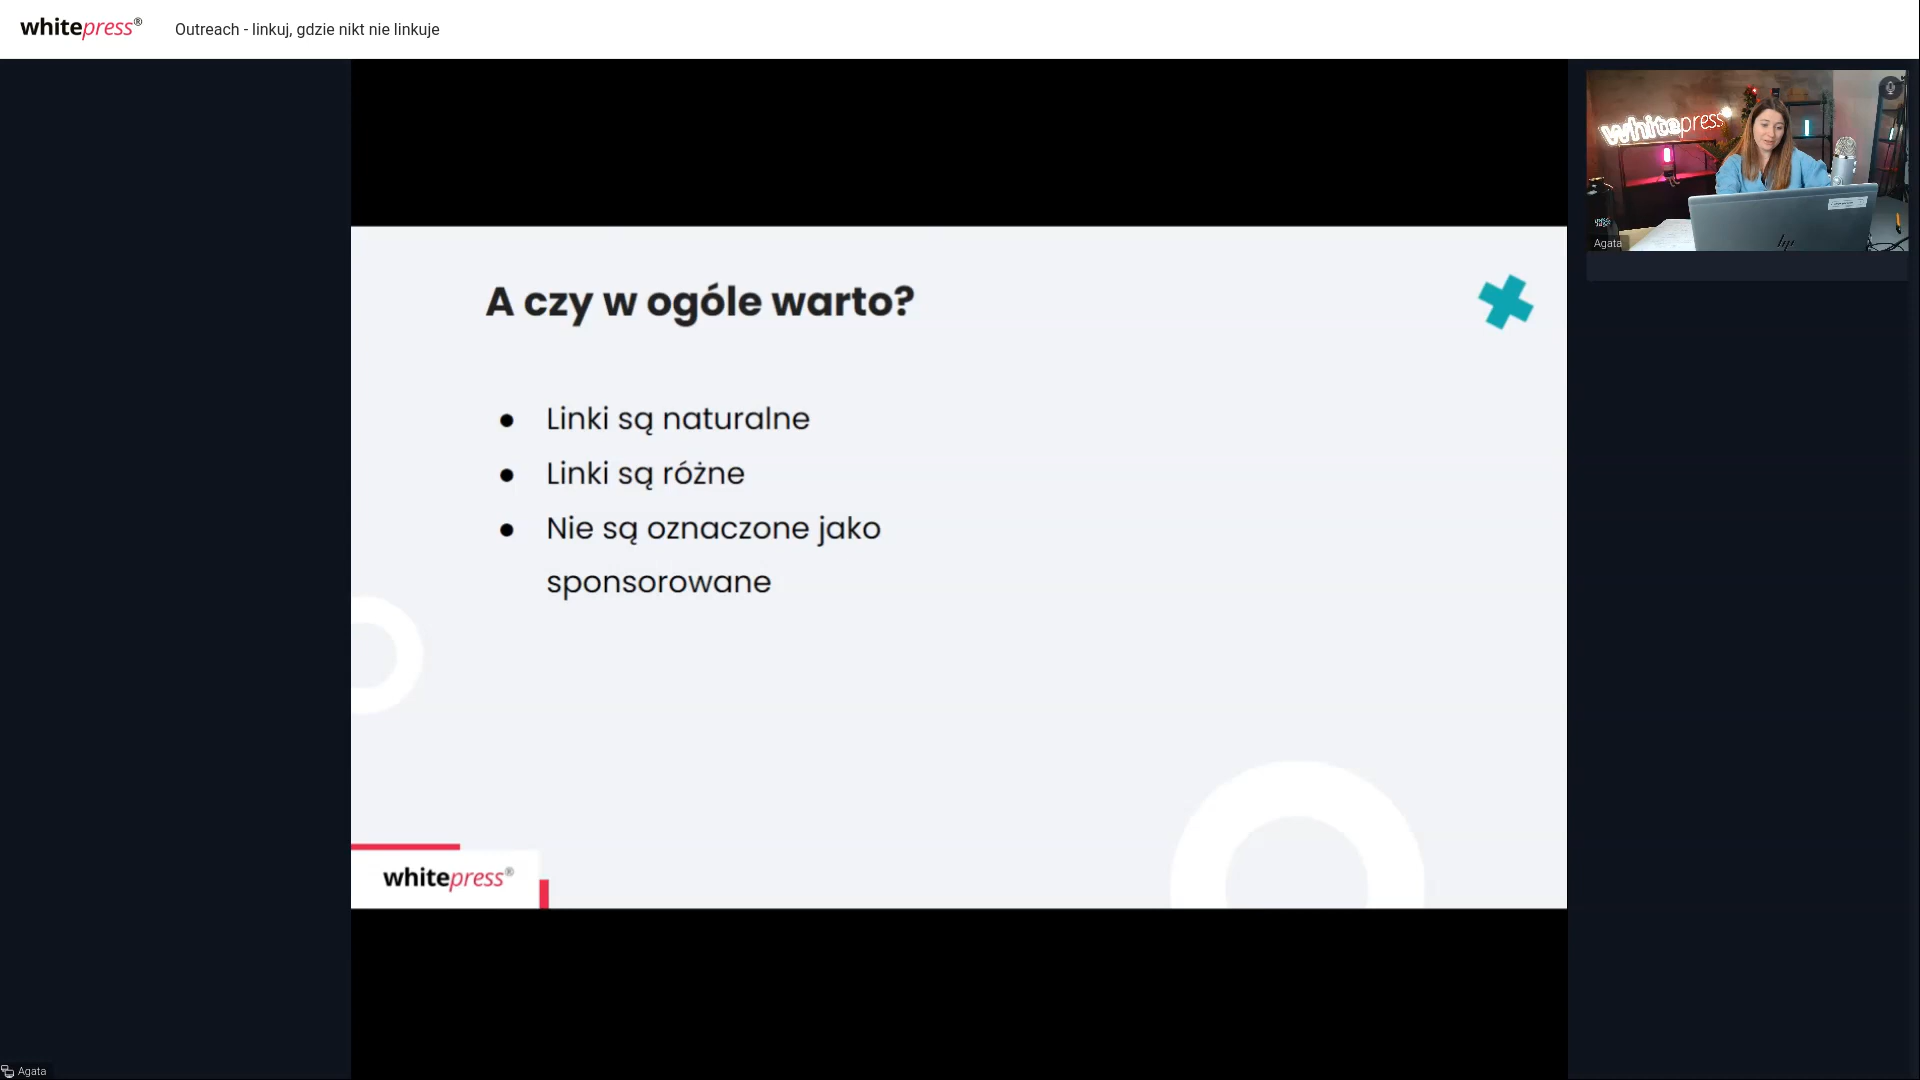 whitepress®
Outreach - linkuj, gdzie nikt nie linkuje
whitepress
hp
Agata
A czy w ogóle warto?
● Linki są naturalne
● Linki są różne
● Nie są oznaczone jako
sponsorowane
whitepress®
Agata